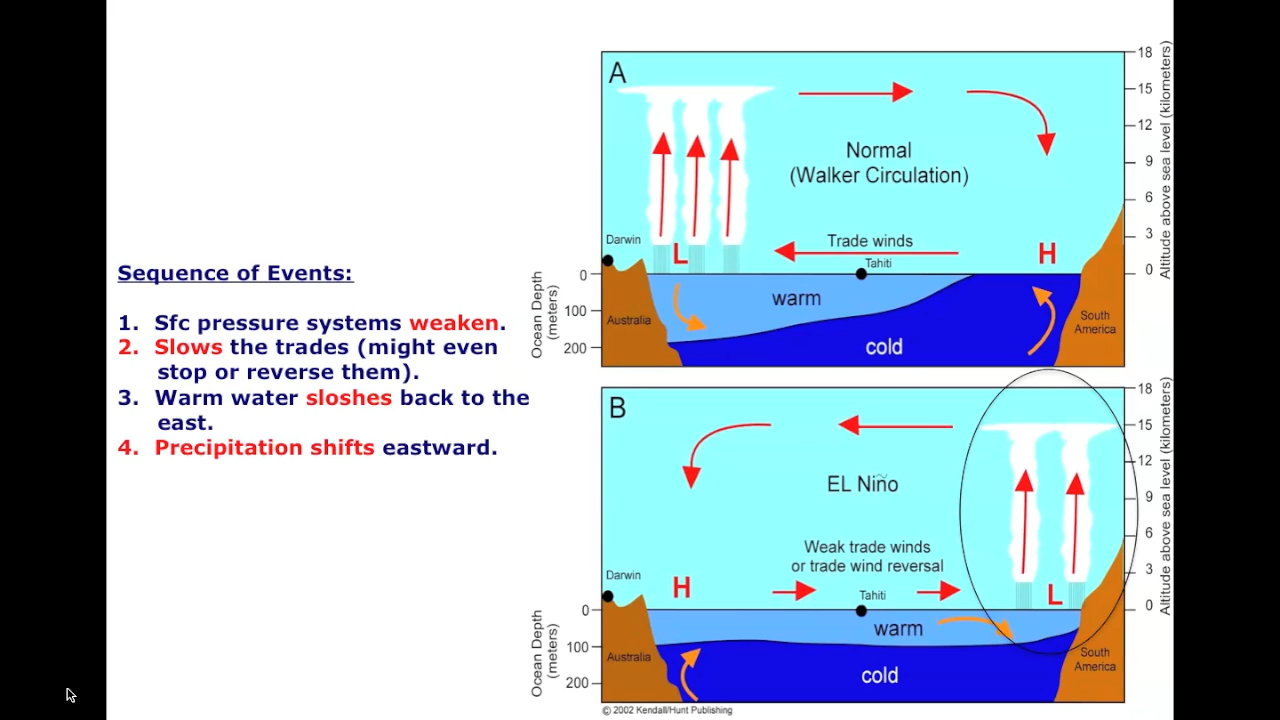 Sequence of Events:
1. Sfc pressure systems weaken.
2. Slows the trades (might even
stop or reverse them).
3. Warm water sloshes back to the
east.
4. Precipitation shifts eastward.
A
Normal
(Walker Circulation)
Darwin
L
Trade winds
Tahiti
H
warm
cold
Australia
South
America
Ocean Depth
(meters)
0
100
200
18
15
12
9
6
3
0
Altitude above sea level (kilometers)
B
EL Niño
Weak trade winds
or trade wind reversal
Darwin
H
Tahiti
L
warm
cold
Australia
South
America
Ocean Depth
(meters)
0
100
200
18
15
12
9
6
3
0
Altitude above sea level (kilometers)
© 2002 Kendall/Hunt Publishing